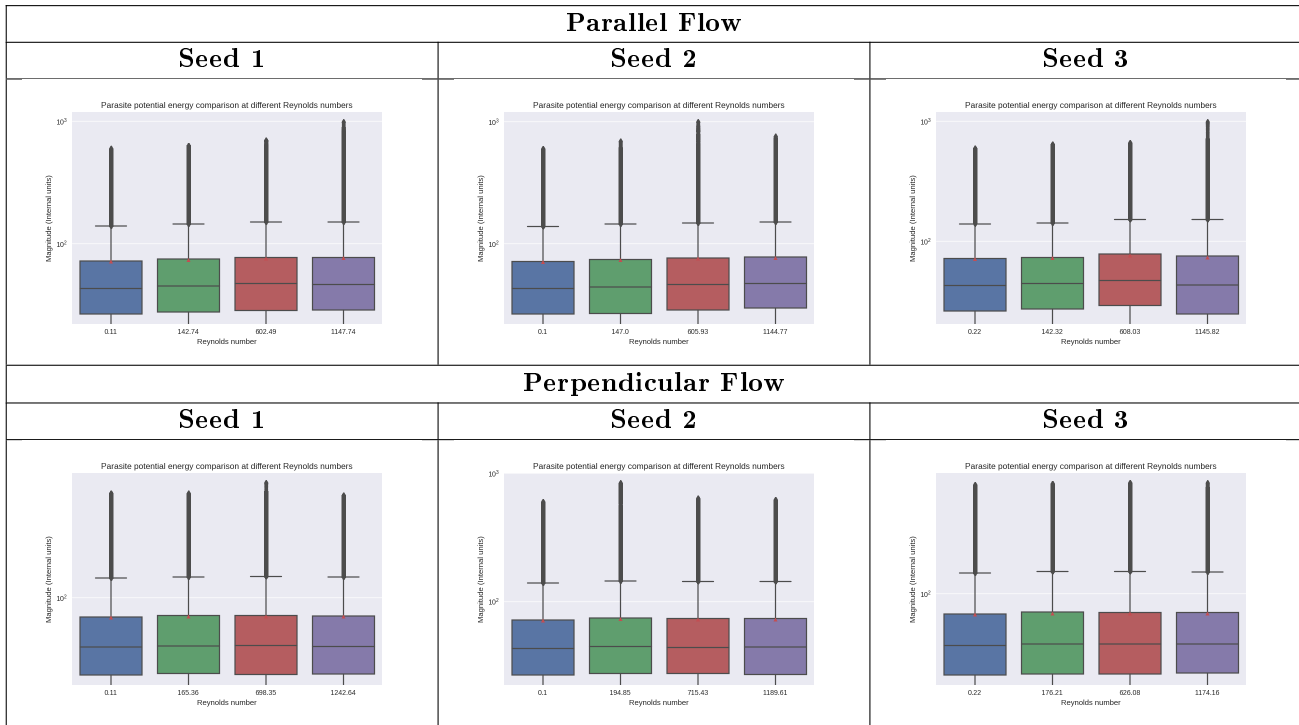 Parallel Flow
Seed 1 Seed 2 Seed 3
Parasite potential energy comparison at different Reynolds numbers
10³
10²
Magnitude (Internal units)
0.11 142.74 602.49 1147.74
Reynolds number
Parasite potential energy comparison at different Reynolds numbers
10³
10²
Magnitude (Internal units)
0.1 147.0 605.93 1144.77
Reynolds number
Parasite potential energy comparison at different Reynolds numbers
10³
10²
Magnitude (Internal units)
0.22 142.32 608.03 1145.82
Reynolds number
Perpendicular Flow
Seed 1 Seed 2 Seed 3
Parasite potential energy comparison at different Reynolds numbers
10²
Magnitude (Internal units)
0.11 165.36 698.35 1242.64
Reynolds number
Parasite potential energy comparison at different Reynolds numbers
10³
10²
Magnitude (Internal units)
0.1 194.85 715.43 1189.61
Reynolds number
Parasite potential energy comparison at different Reynolds numbers
10²
Magnitude (Internal units)
0.22 176.21 626.08 1174.16
Reynolds number